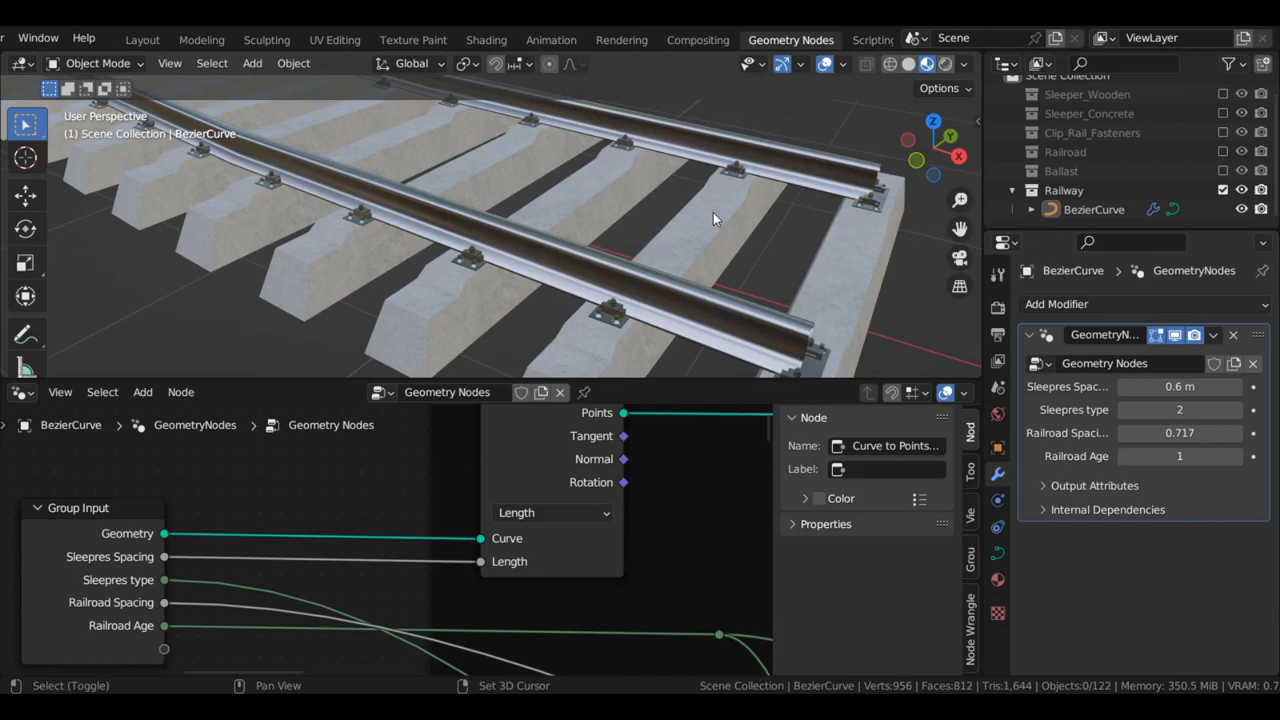 r Window Help Layout Modeling Sculpting UV Editing Texture Paint Shading Animation Rendering Compositing Geometry Nodes Scripting Scene ViewLayer
Object Mode View Select Add Object Global
Options
User Perspective
(1) Scene Collection | BezierCurve
Z
Y
X
Scene Collection
Sleeper_Wooden
Sleeper_Concrete
Clip_Rail_Fasteners
Railroad
Ballast
Railway
BezierCurve
BezierCurve GeometryNodes
Add Modifier
GeometryN...
Geometry Nodes
Sleepres Spac... 0.6 m
Sleepres type 2
Railroad Spaci... 0.717
Railroad Age 1
Output Attributes
Internal Dependencies
View Select Add Node Geometry Nodes
BezierCurve GeometryNodes Geometry Nodes
Points
Tangent
Normal
Rotation
Length
Curve
Length
Group Input
Geometry
Sleepres Spacing
Sleepres type
Railroad Spacing
Railroad Age
Node
Name: Curve to Points...
Label:
Color
Properties
Nod
Too
Vie
Grou
Node Wrangle
Select (Toggle) Pan View Set 3D Cursor Scene Collection | BezierCurve | Verts:956 | Faces:812 | Tris:1,644 | Objects:0/122 | Memory: 350.5 MiB | VRAM: 0.7